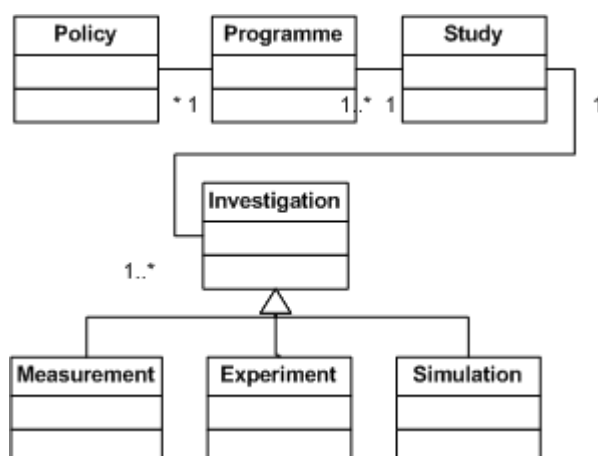 Policy
Programme
Study
* 1
1..* 1
1
Investigation
1..*
Measurement
Experiment
Simulation